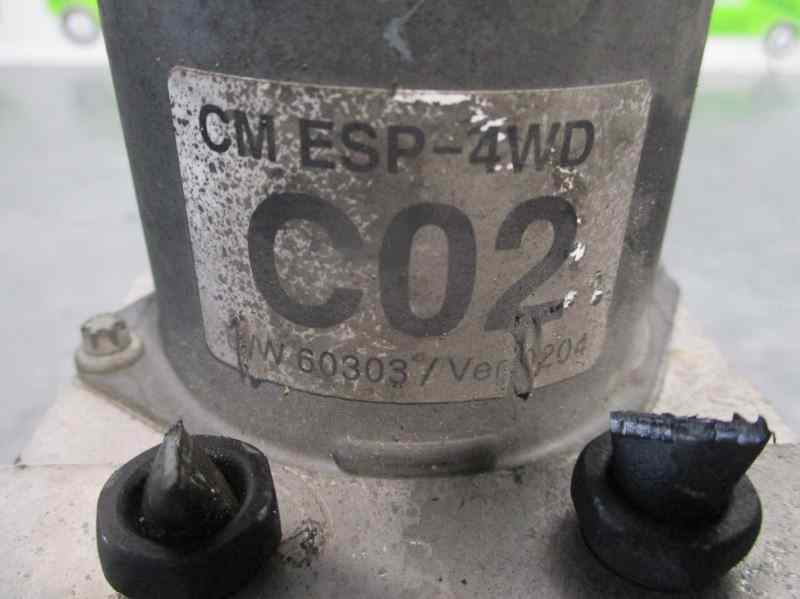 CM ESP-4WD
C02
60303 / Ver